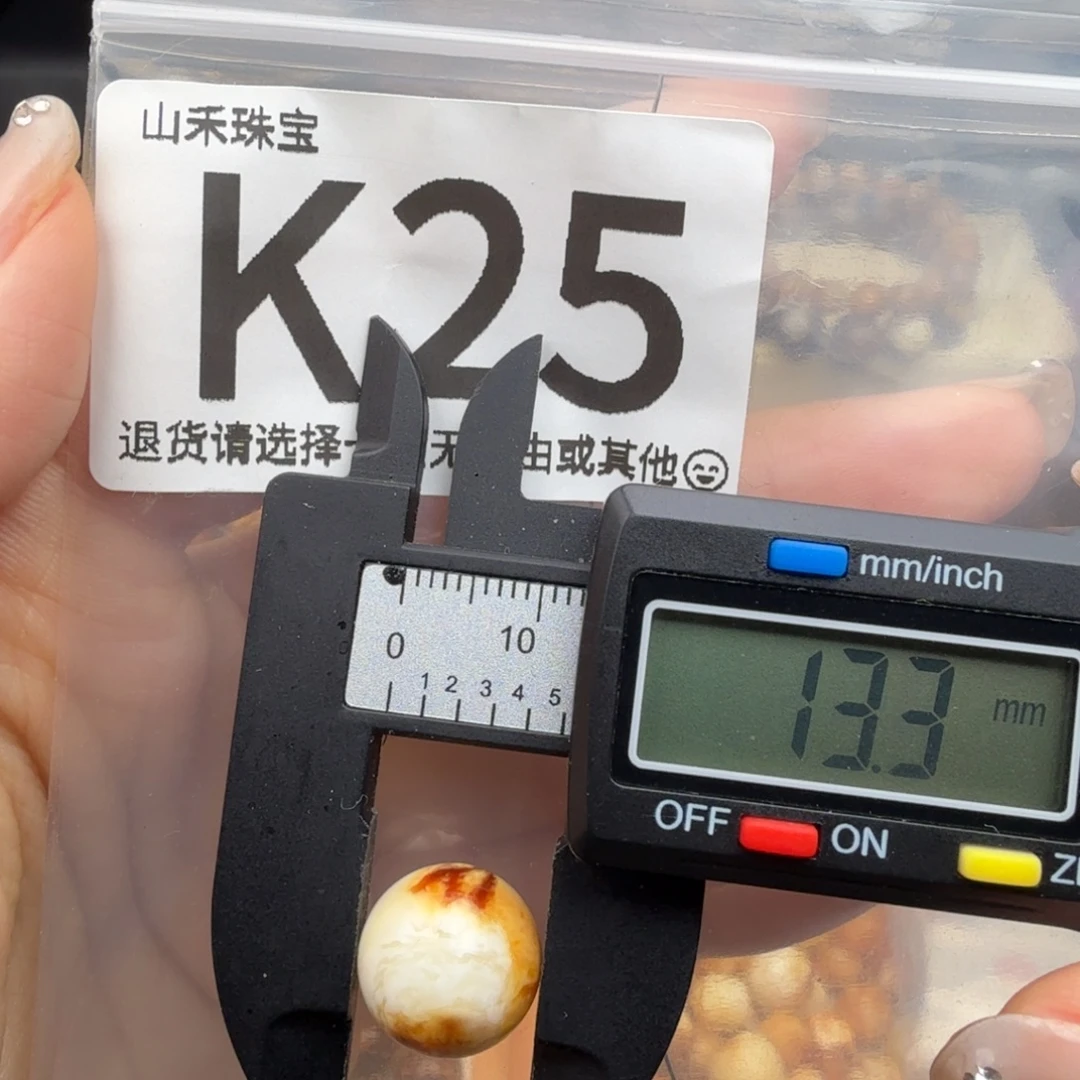 山禾珠宝
K25
退货请选择一 无 由或其他
mm/inch
0 10
1 2 3 4 5
13.3 mm
OFF ON